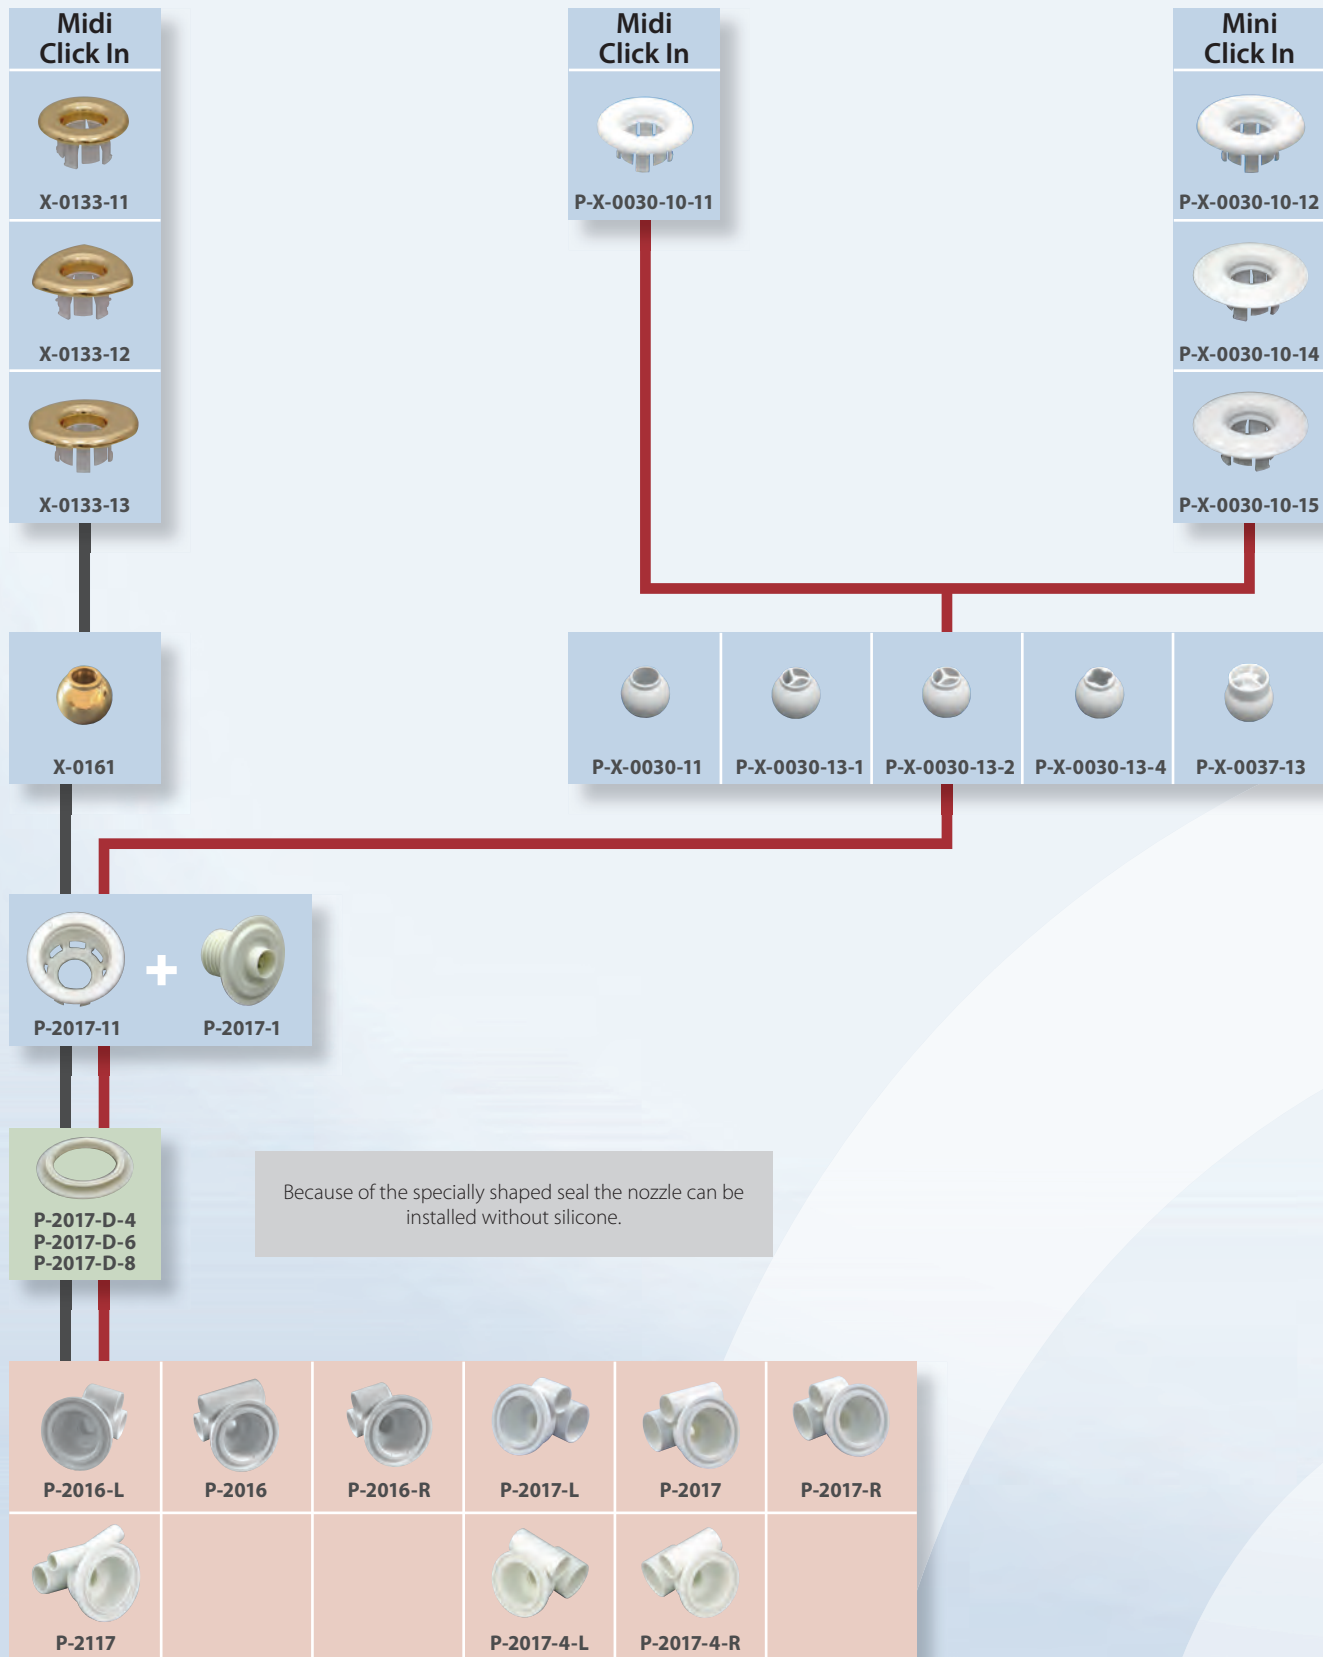 Midi
Click In
Midi
Click In
Mini
Click In
X-0133-11
P-X-0030-10-11
P-X-0030-10-12
X-0133-12
P-X-0030-10-14
X-0133-13
P-X-0030-10-15
X-0161
P-X-0030-11
P-X-0030-13-1
P-X-0030-13-2
P-X-0030-13-4
P-X-0037-13
+
P-2017-11
P-2017-1
P-2017-D-4
P-2017-D-6
P-2017-D-8
Because of the specially shaped seal the nozzle can be
installed without silicone.
P-2016-L
P-2016
P-2016-R
P-2017-L
P-2017
P-2017-R
P-2117
P-2017-4-L
P-2017-4-R